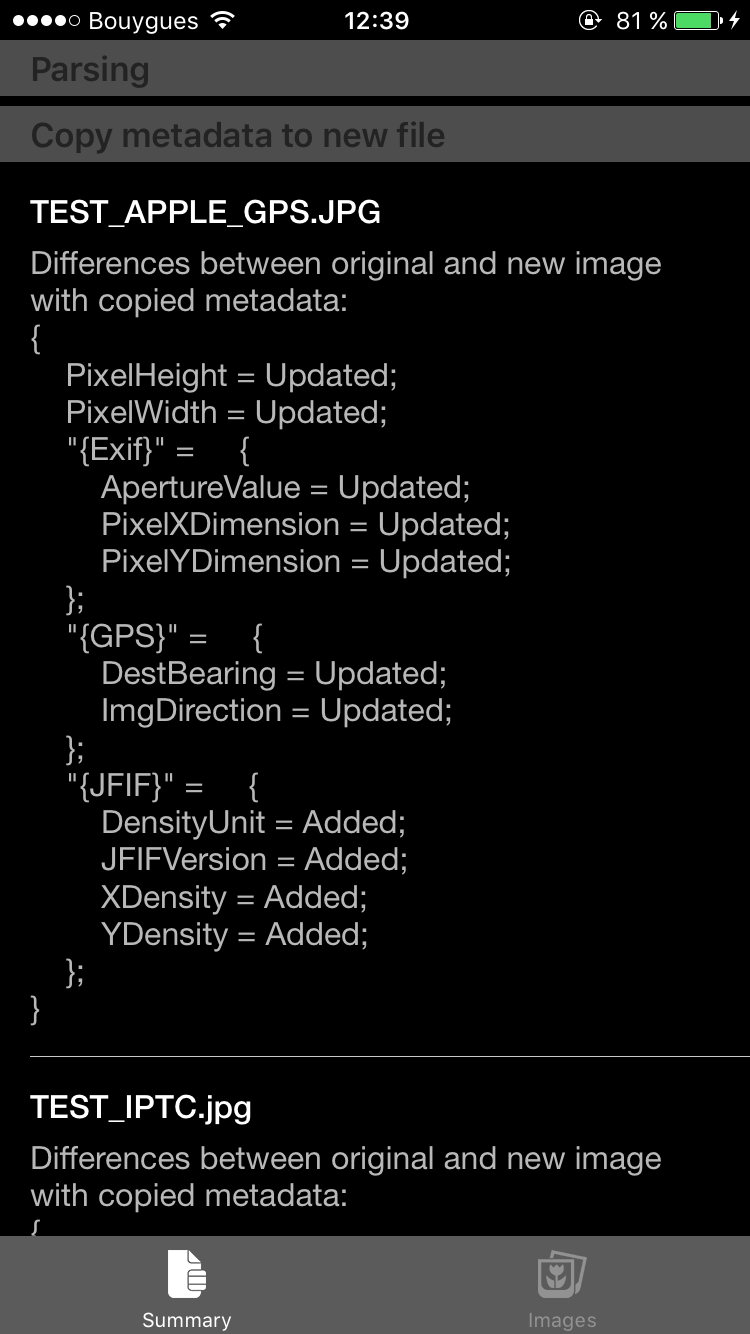 Bouygues 12:39 81 %
Parsing
Copy metadata to new file
TEST_APPLE_GPS.JPG
Differences between original and new image
with copied metadata:
{
PixelHeight = Updated;
PixelWidth = Updated;
"{Exif}" = {
ApertureValue = Updated;
PixelXDimension = Updated;
PixelYDimension = Updated;
};
"{GPS}" = {
DestBearing = Updated;
ImgDirection = Updated;
};
"{JFIF}" = {
DensityUnit = Added;
JFIFVersion = Added;
XDensity = Added;
YDensity = Added;
};
}
TEST_IPTC.jpg
Differences between original and new image
with copied metadata:
{
Summary Images